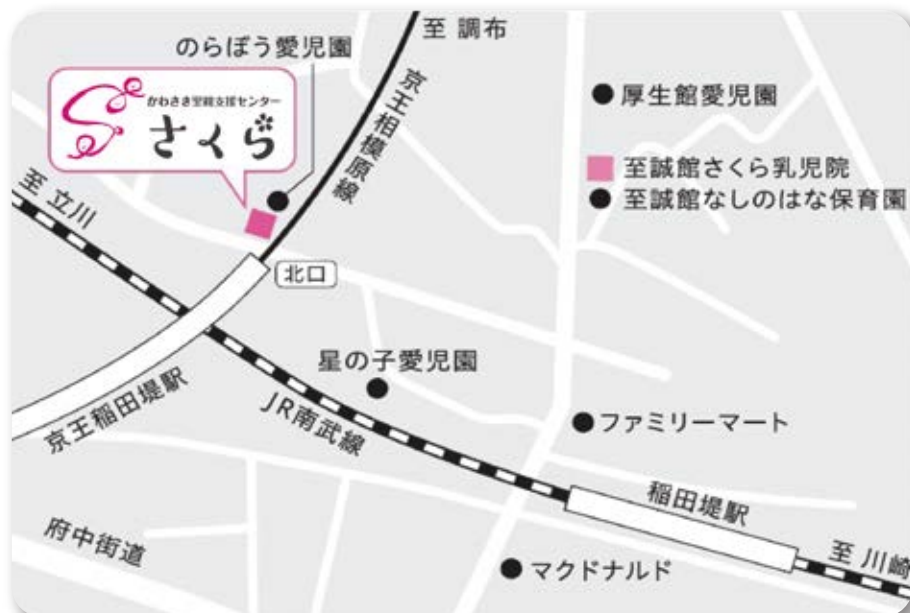 至 調布
のらぼう愛児園
かわさき里親支援センター
さくら
京王相模原線
厚生館愛児園
至誠館さくら乳児院
至誠館なしのはな保育園
至 立川
北口
星の子愛児園
京王稲田堤駅
JR南武線
ファミリーマート
稲田堤駅
府中街道
マクドナルド
至 川崎